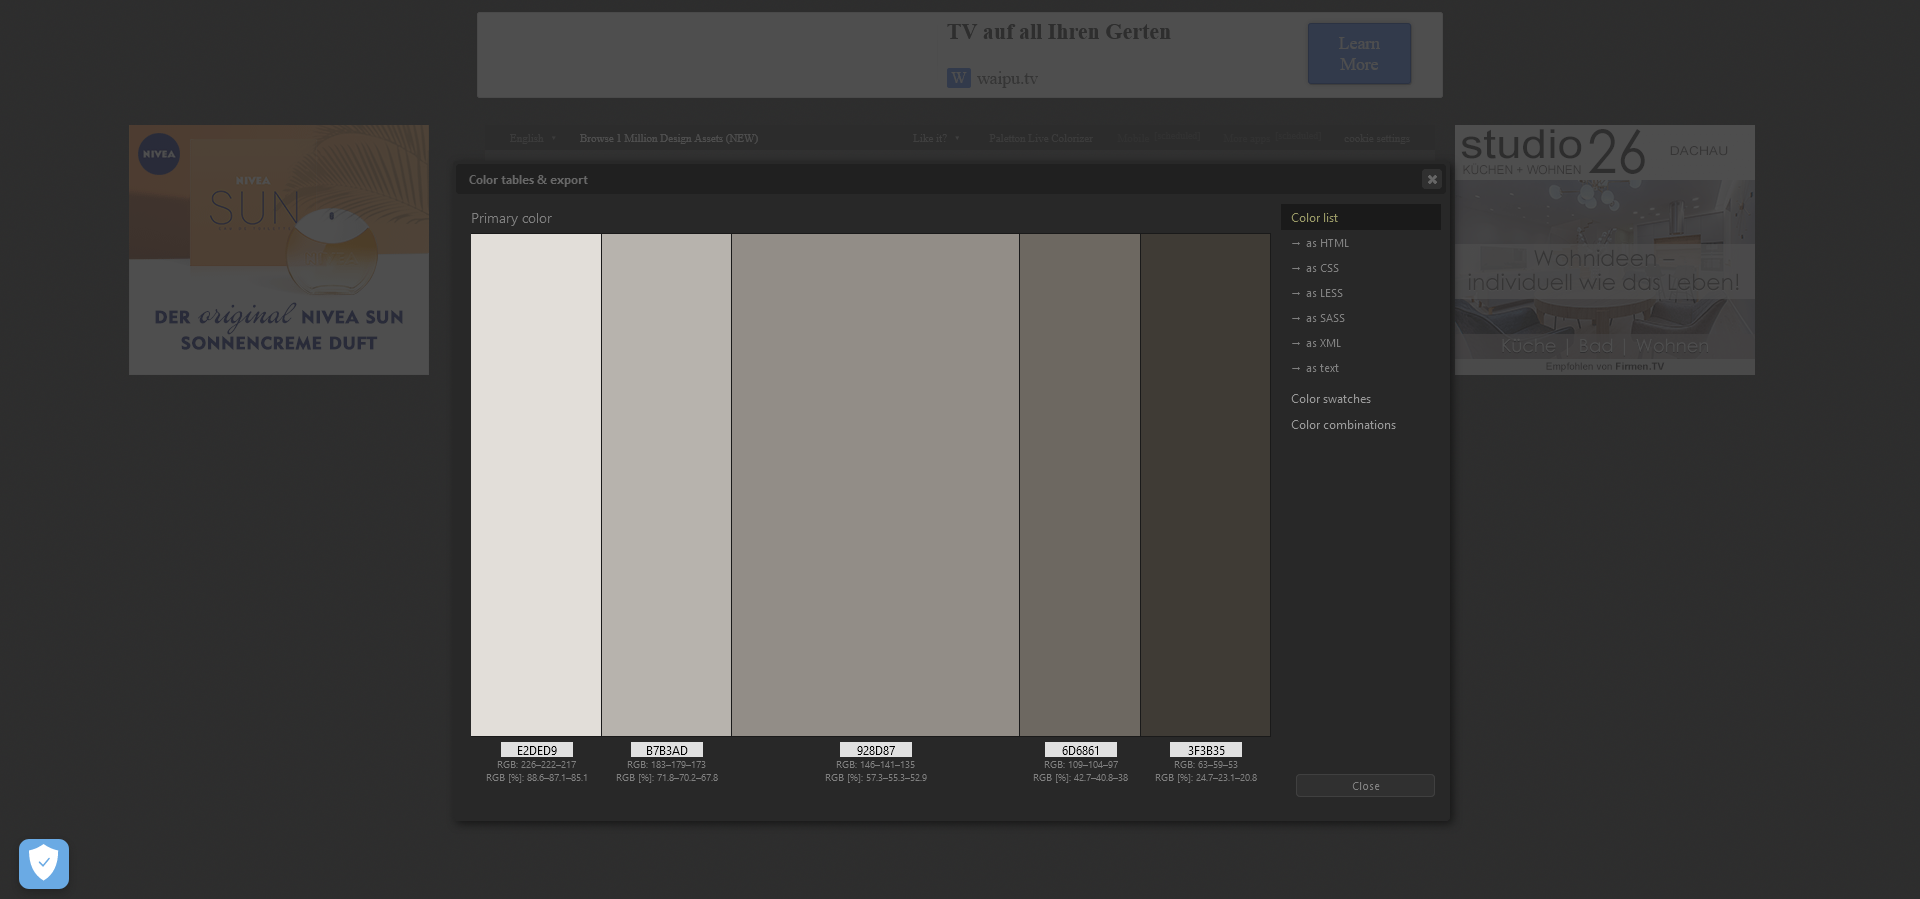 TV auf all Ihren Gerten
Learn
More
W waipu.tv
NIVEA
NIVEA
SUN
DER original NIVEA SUN
SONNENCREME DUFT
English
Browse 1 Million Design Assets (NEW)
Like it?
Paletton Live Colorizer
cookie settings
studio 26 DACHAU
KÜCHEN + WOHNEN
Wohnideen –
individuell wie das Leben!
Küche | Bad | Wohnen
Empfohlen von Firmen.TV
Color tables & export
Primary color
E2DED9
RGB: 226–222–217
RGB [%]: 88.6–87.1–85.1
B7B3AD
RGB: 183–179–173
RGB [%]: 71.8–70.2–67.8
928D87
RGB: 146–141–135
RGB [%]: 57.3–55.3–52.9
6D6861
RGB: 109–104–97
RGB [%]: 42.7–40.8–38
3F3B35
RGB: 63–59–53
RGB [%]: 24.7–23.1–20.8
Color list
→ as HTML
→ as CSS
→ as LESS
→ as SASS
→ as XML
→ as text
Color swatches
Color combinations
Close